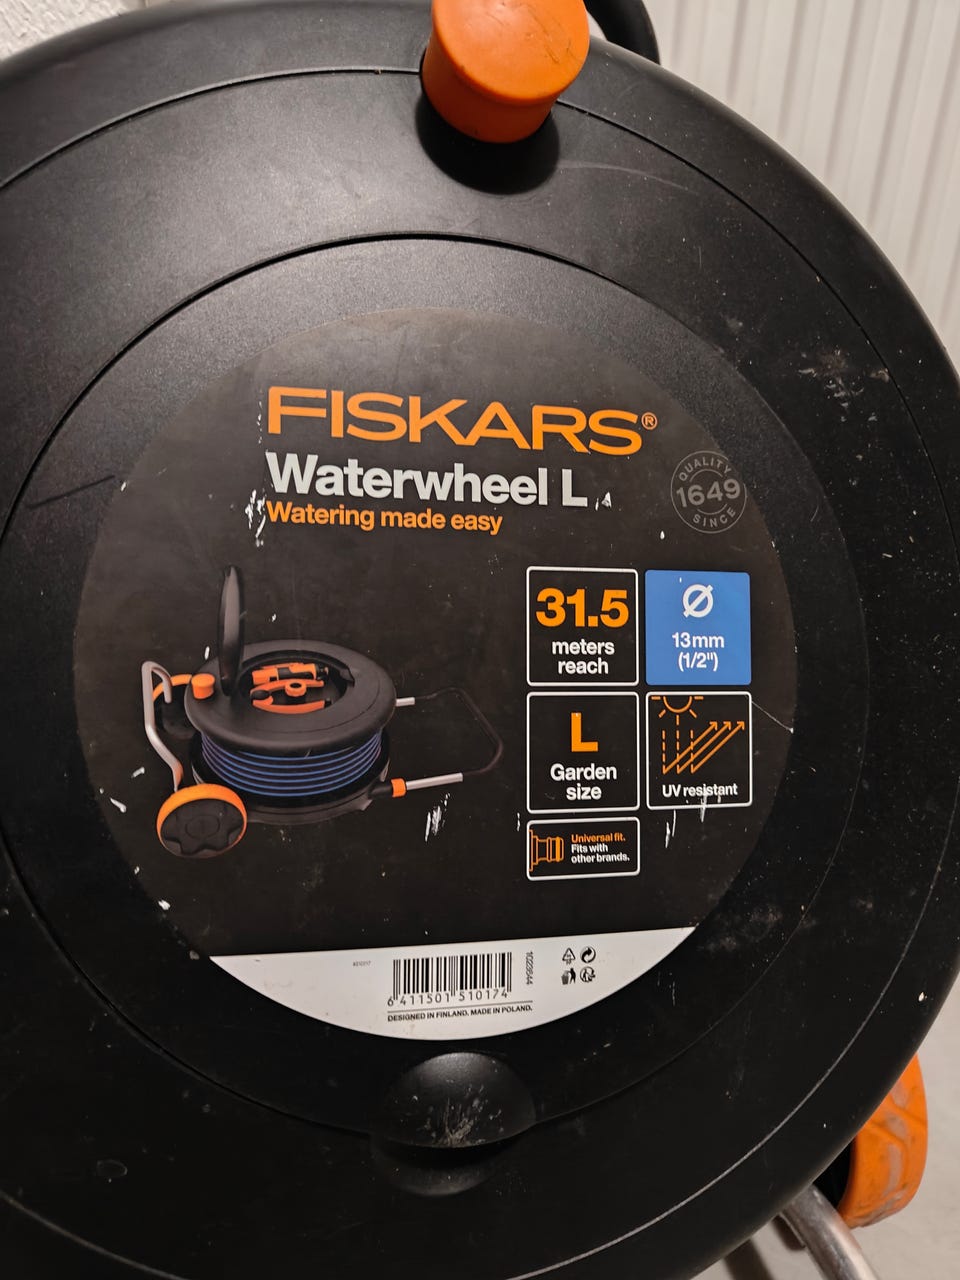 FISKARS®
Waterwheel L
Watering made easy
QUALITY
1649
SINCE
31.5
meters
reach
Ø
13mm
(1/2")
L
Garden
size
UV resistant
Universal fit.
Fits with
other brands.
1023644
6 411501 510174
DESIGNED IN FINLAND. MADE IN POLAND.